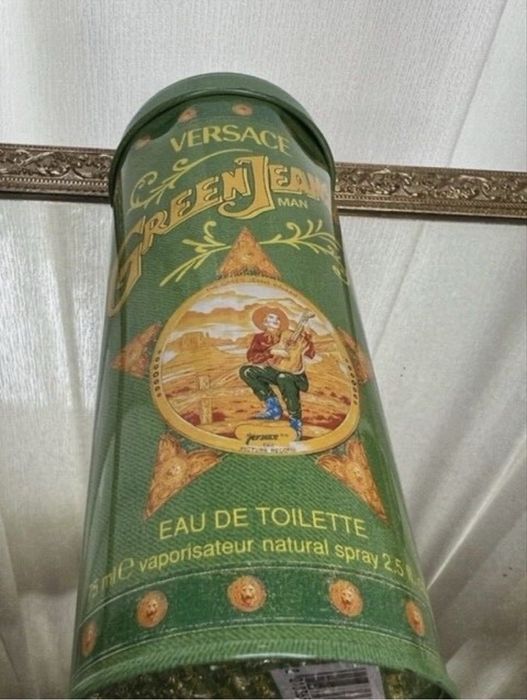 VERSACE
GREEN JEANS
MAN
EAU DE TOILETTE
75 ml e vaporisateur natural spray 2,5